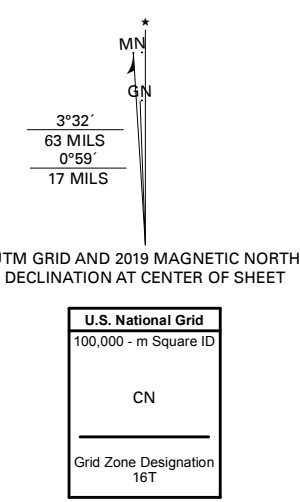 ★
MN
GN
3°32´
63 MILS
0°59´
17 MILS
UTM GRID AND 2019 MAGNETIC NORTH
DECLINATION AT CENTER OF SHEET
U.S. National Grid
100,000 - m Square ID
CN
Grid Zone Designation
16T